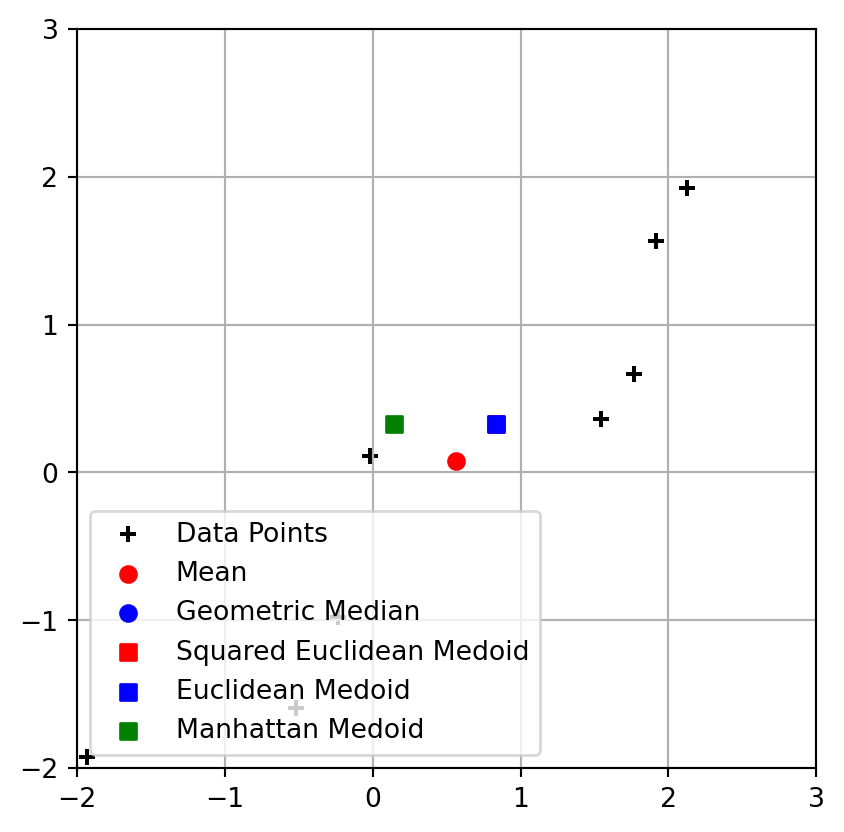 3
2
1
0
−1
−2
Data Points
Mean
Geometric Median
Squared Euclidean Medoid
Euclidean Medoid
Manhattan Medoid
−2 −1 0 1 2 3